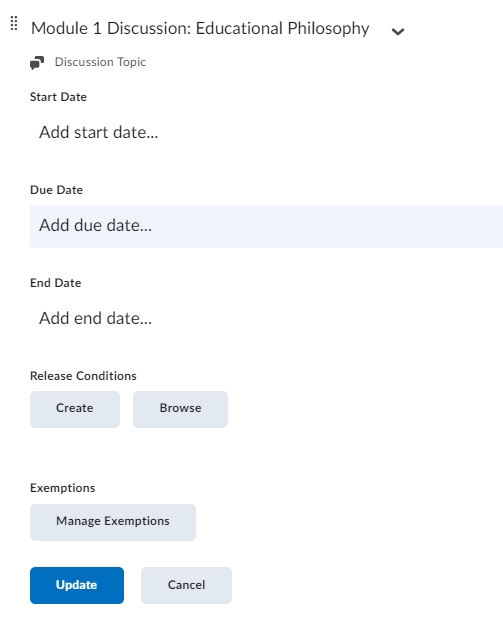 Module 1 Discussion: Educational Philosophy
Discussion Topic
Start Date
Add start date...
Due Date
Add due date...
End Date
Add end date...
Release Conditions
Create Browse
Exemptions
Manage Exemptions
Update Cancel